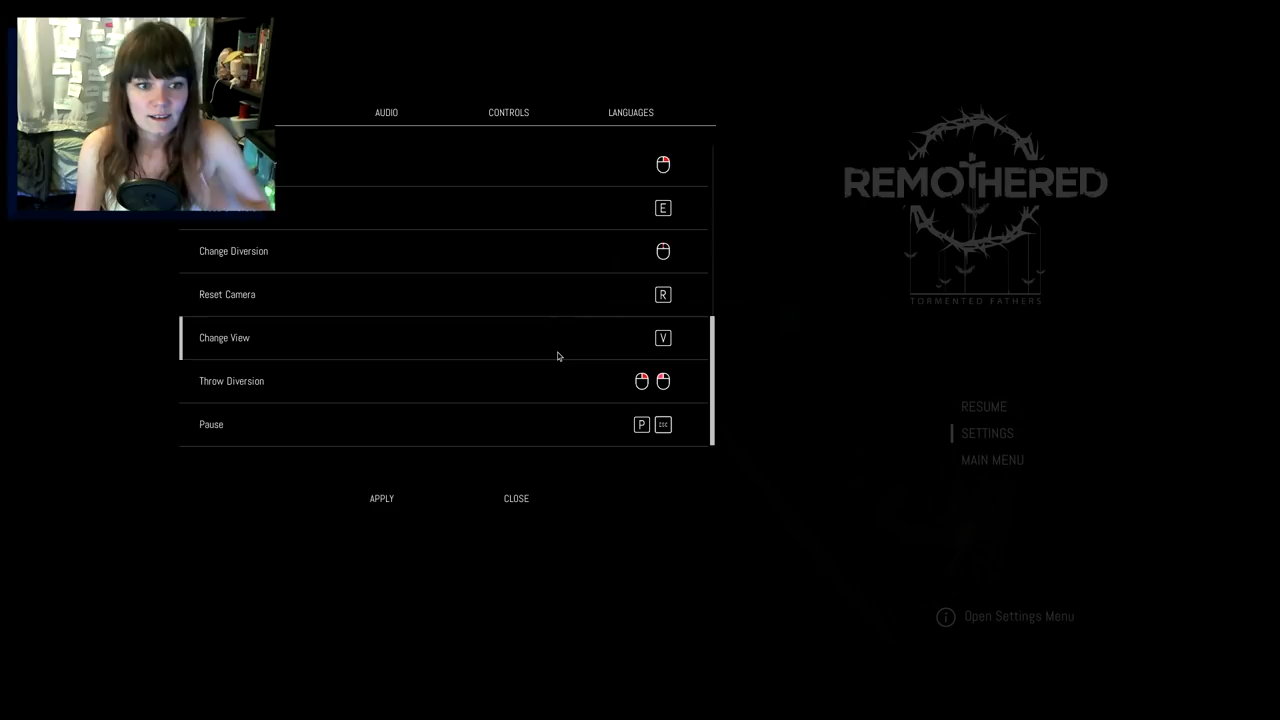 AUDIO CONTROLS LANGUAGES
E
Change Diversion
Reset Camera R
Change View V
Throw Diversion
Pause P ESC
APPLY CLOSE
REMOTHERED
TORMENTED FATHERS
RESUME
SETTINGS
MAIN MENU
Open Settings Menu